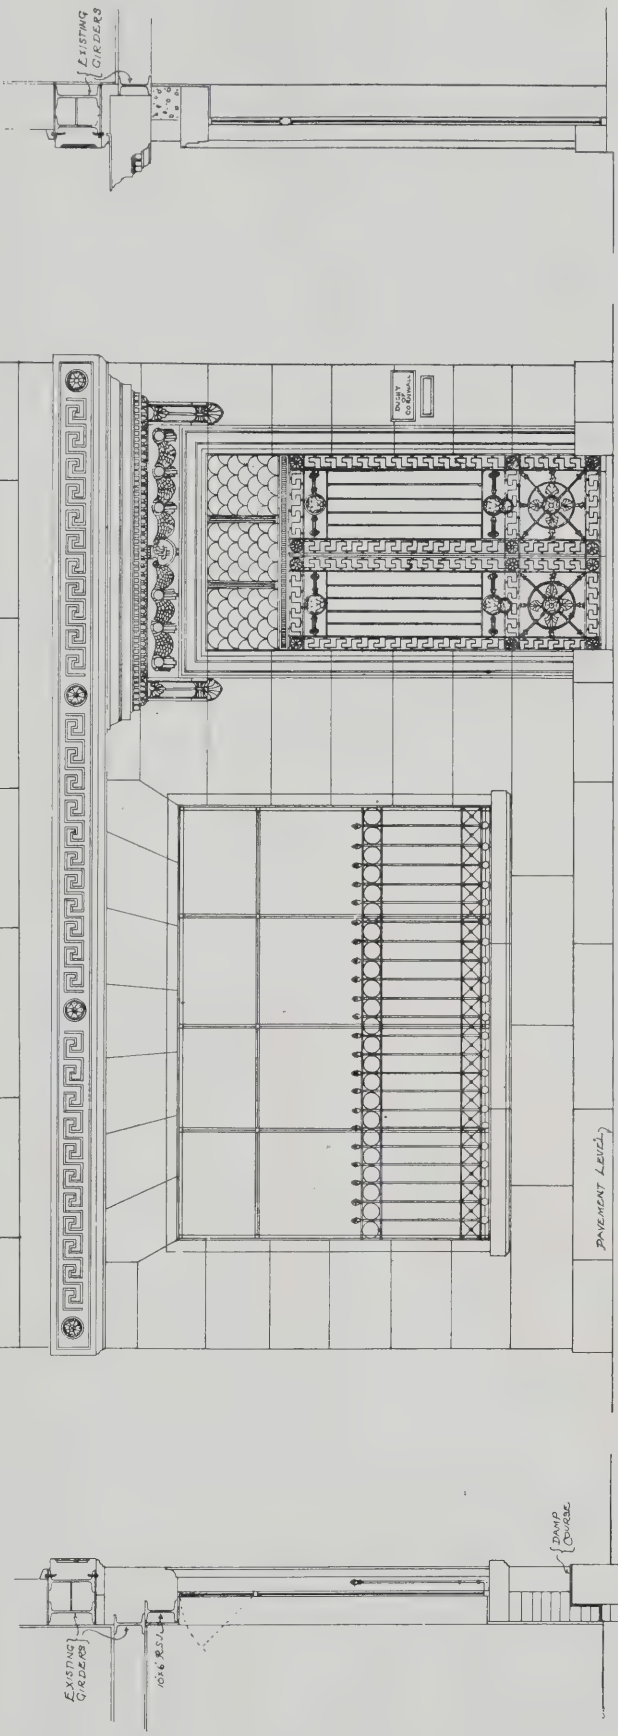 EXISTING
GIRDERS
10"x6" R.S.J.
DAMP
COURSE
PAVEMENT LEVEL
DUCHY
OF
CORNWALL
EXISTING
GIRDERS